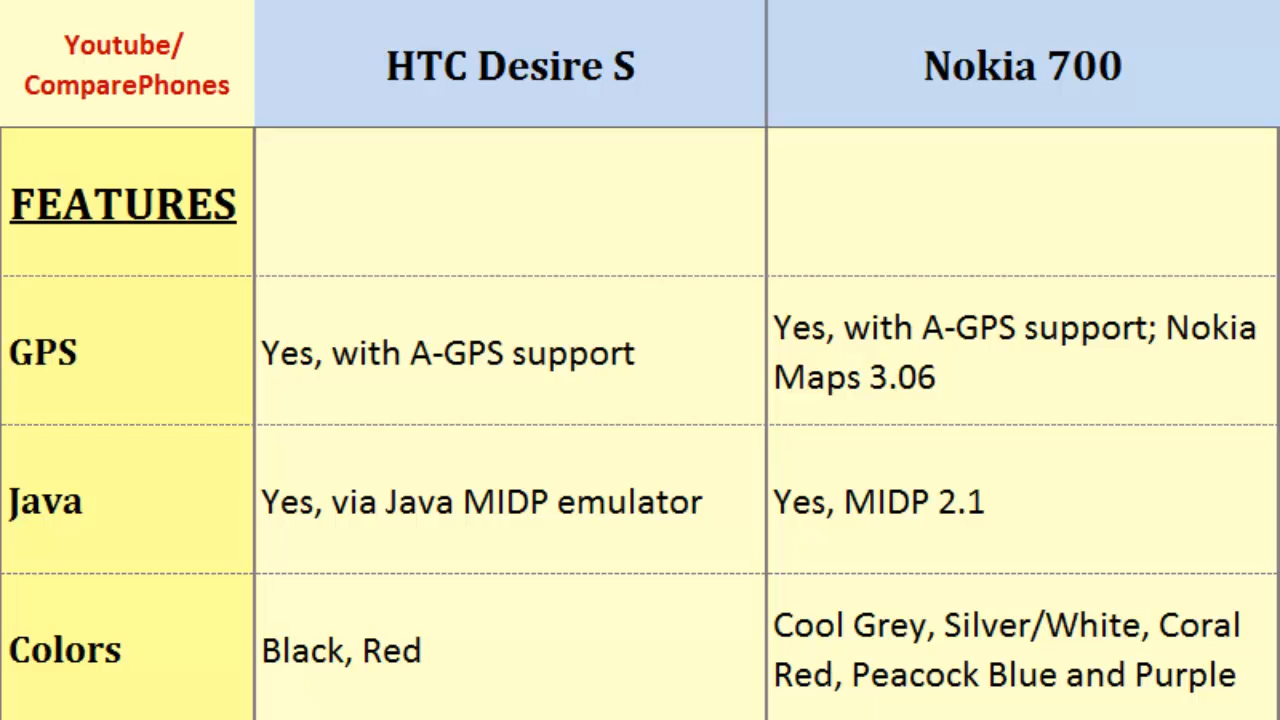 Youtube/
ComparePhones
HTC Desire S
Nokia 700
FEATURES
GPS
Yes, with A-GPS support
Yes, with A-GPS support; Nokia
Maps 3.06
Java
Yes, via Java MIDP emulator
Yes, MIDP 2.1
Colors
Black, Red
Cool Grey, Silver/White, Coral
Red, Peacock Blue and Purple